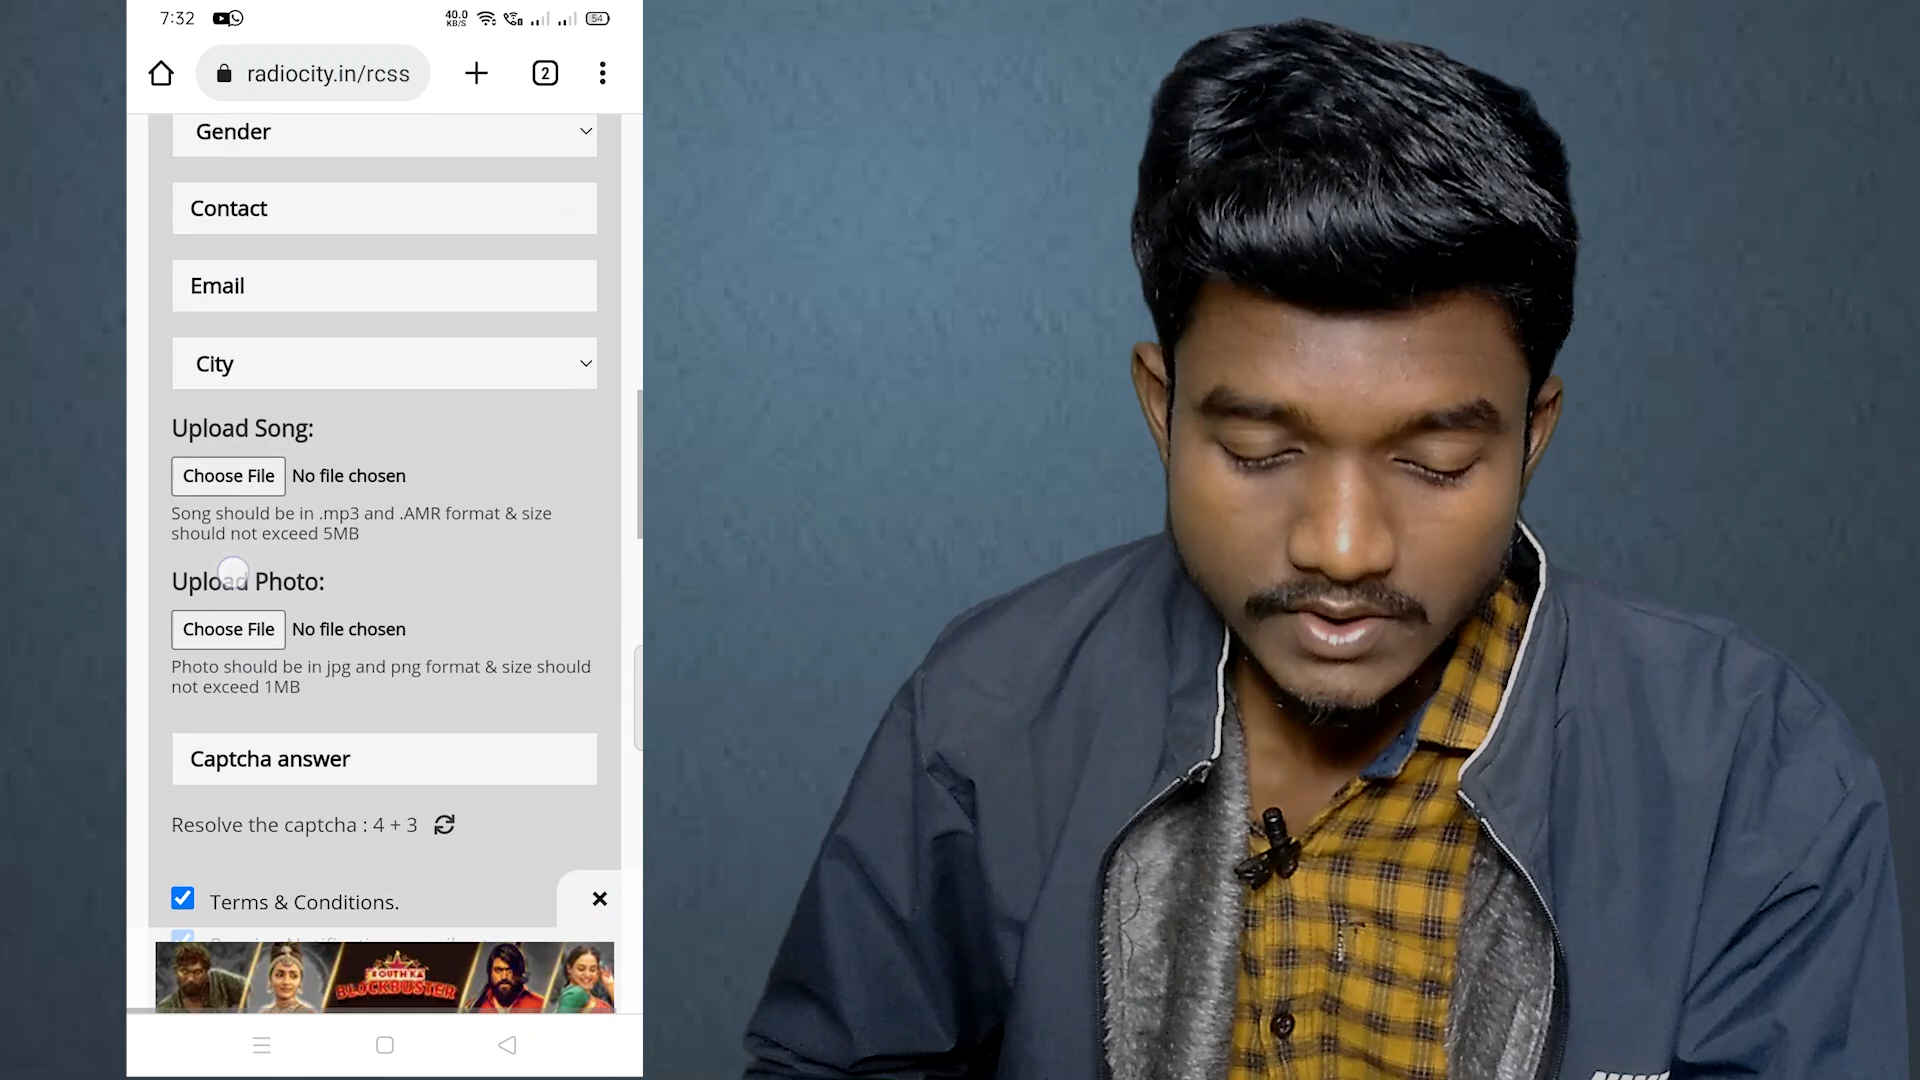 7:32
40.0
KB/S
54
radiocity.in/rcss
2
Gender
Contact
Email
City
Upload Song:
Choose File No file chosen
Song should be in .mp3 and .AMR format & size
should not exceed 5MB
Upload Photo:
Choose File No file chosen
Photo should be in jpg and png format & size should
not exceed 1MB
Captcha answer
Resolve the captcha : 4 + 3
Terms & Conditions.
SOUTH KA
BLOCKBUSTER